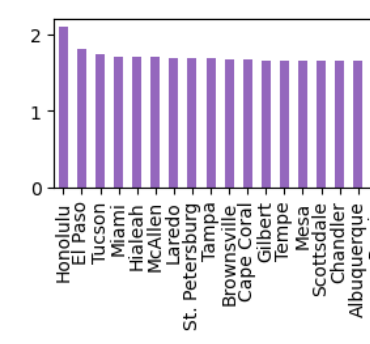 2
1
0
Honolulu
El Paso
Tucson
Miami
Hialeah
McAllen
Laredo
St. Petersburg
Tampa
Brownsville
Cape Coral
Gilbert
Tempe
Mesa
Scottsdale
Chandler
Albuquerque